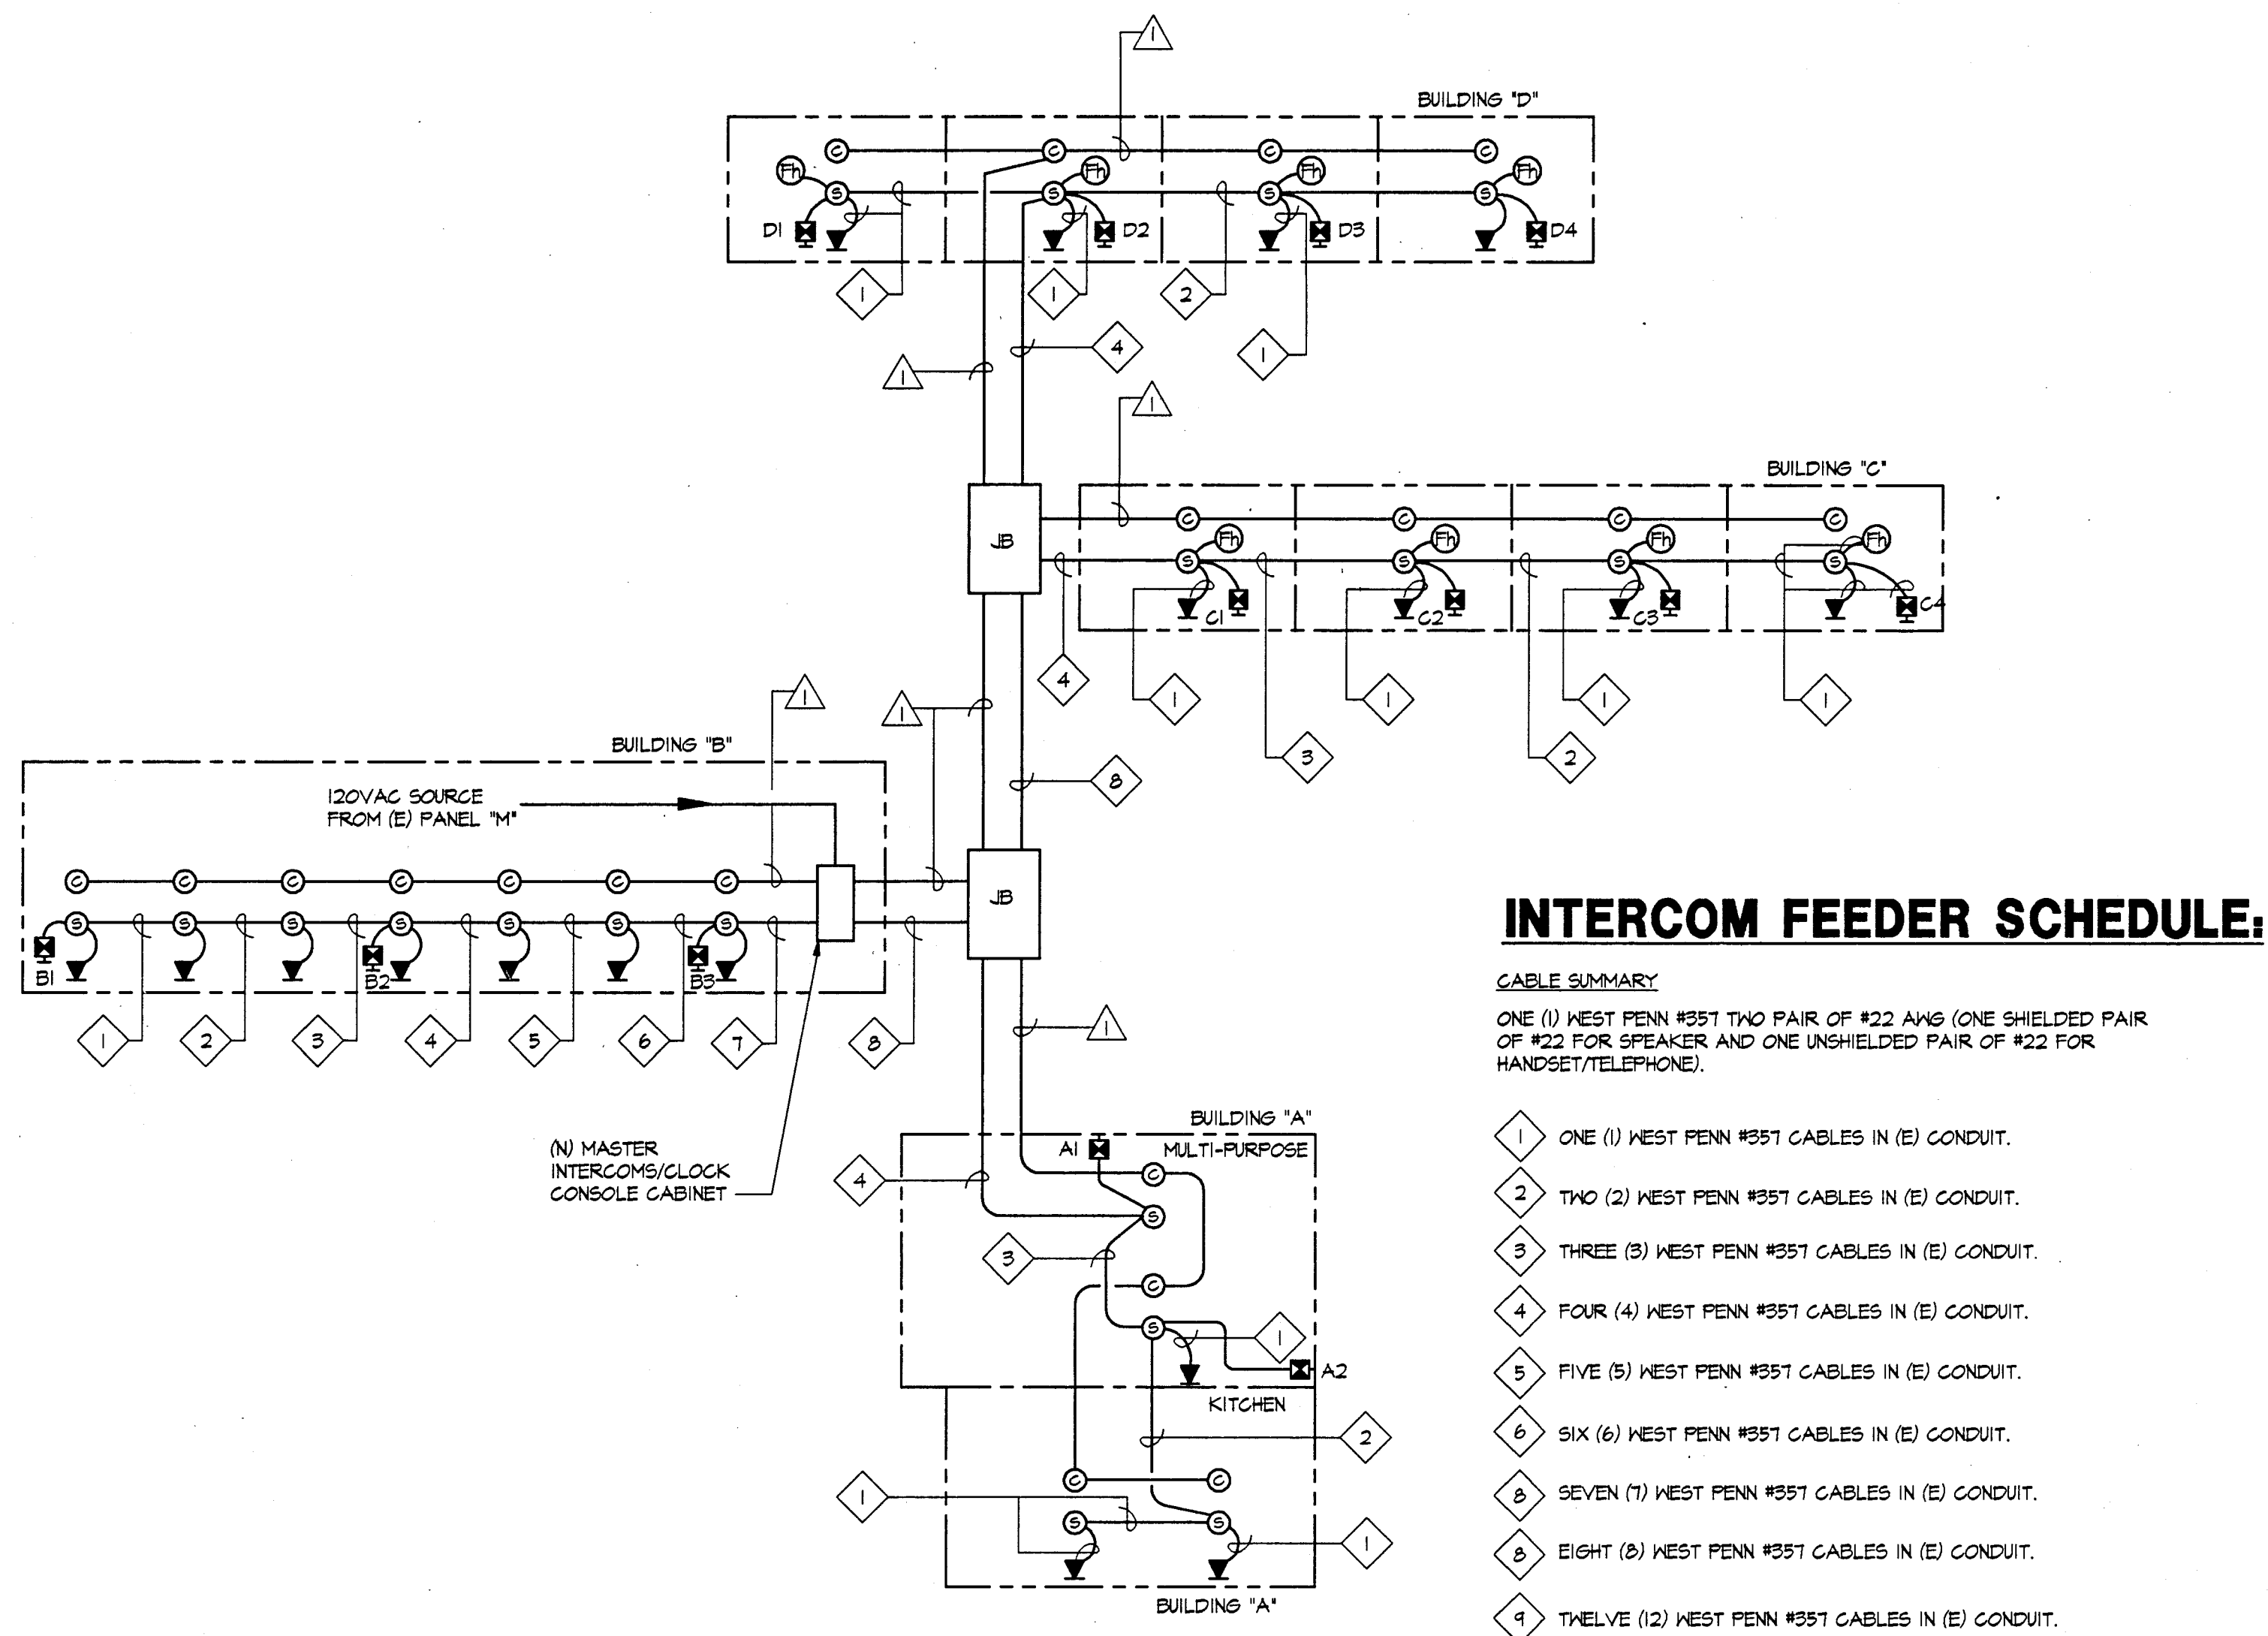 1
BUILDING "D"
C C C C
Fh Fh Fh Fh
S S S S
D1 D2 D3 D4
1 1 2
4 1
1
1
BUILDING "C"
C C C C
JB
Fh Fh Fh Fh
S S S S
C1 C2 C3 C4
4 1 1 1 1
1 1
BUILDING "B"
3 2
8
120VAC SOURCE
FROM (E) PANEL "M"
C C C C C C C
JB
S S S S S S S
B1 B2 B3
1 2 3 4 5 6 7 8
1
(N) MASTER
INTERCOMS/CLOCK
CONSOLE CABINET
BUILDING "A"
A1 MULTI-PURPOSE
C
4
S
3
C
S
1
A2
KITCHEN
2
C C
1
S S
1
BUILDING "A"
INTERCOM FEEDER SCHEDULE:
CABLE SUMMARY
ONE (1) WEST PENN #357 TWO PAIR OF #22 AWG (ONE SHIELDED PAIR
OF #22 FOR SPEAKER AND ONE UNSHIELDED PAIR OF #22 FOR
HANDSET/TELEPHONE).
1 ONE (1) WEST PENN #357 CABLES IN (E) CONDUIT.
2 TWO (2) WEST PENN #357 CABLES IN (E) CONDUIT.
3 THREE (3) WEST PENN #357 CABLES IN (E) CONDUIT.
4 FOUR (4) WEST PENN #357 CABLES IN (E) CONDUIT.
5 FIVE (5) WEST PENN #357 CABLES IN (E) CONDUIT.
6 SIX (6) WEST PENN #357 CABLES IN (E) CONDUIT.
8 SEVEN (7) WEST PENN #357 CABLES IN (E) CONDUIT.
8 EIGHT (8) WEST PENN #357 CABLES IN (E) CONDUIT.
9 TWELVE (12) WEST PENN #357 CABLES IN (E) CONDUIT.